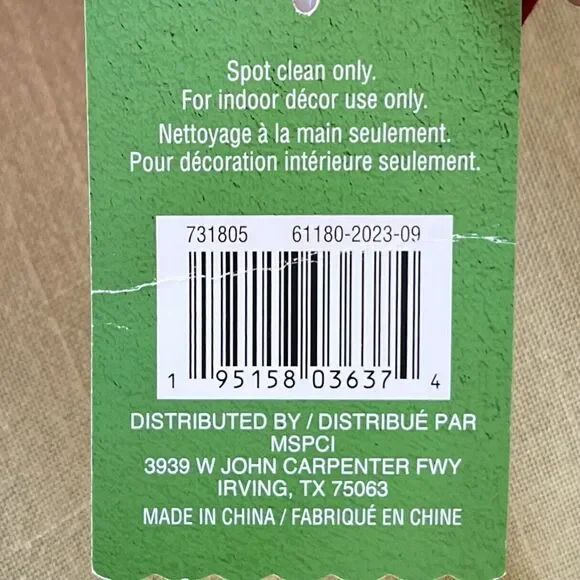 Spot clean only.
For indoor décor use only.
Nettoyage à la main seulement.
Pour décoration intérieure seulement.
731805 61180-2023-09
1 95158 03637 4
DISTRIBUTED BY / DISTRIBUÉ PAR
MSPCI
3939 W JOHN CARPENTER FWY
IRVING, TX 75063
MADE IN CHINA / FABRIQUÉ EN CHINE